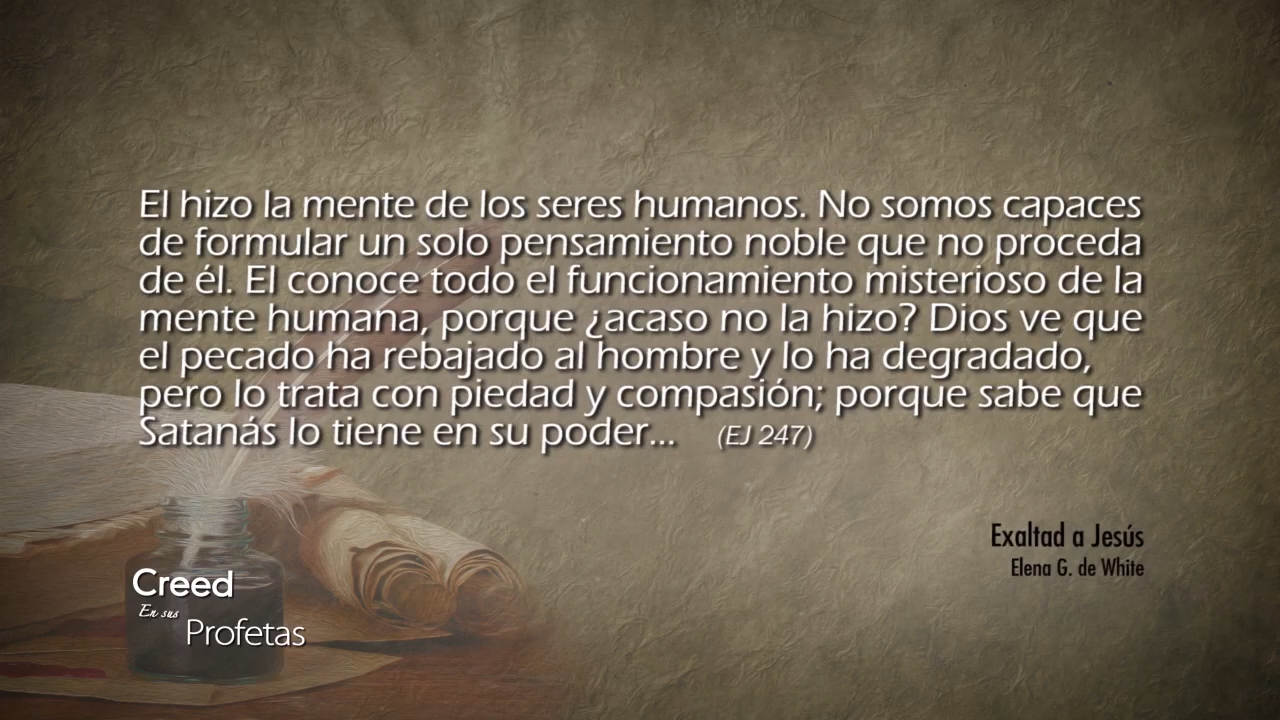 El hizo la mente de los seres humanos. No somos capaces
de formular un solo pensamiento noble que no proceda
de él. El conoce todo el funcionamiento misterioso de la
mente humana, porque ¿acaso no la hizo? Dios ve que
el pecado ha rebajado al hombre y lo ha degradado,
pero lo trata con piedad y compasión; porque sabe que
Satanás lo tiene en su poder... (EJ 247)
Exaltad a Jesús
Elena G. de White
Creed
En sus
Profetas